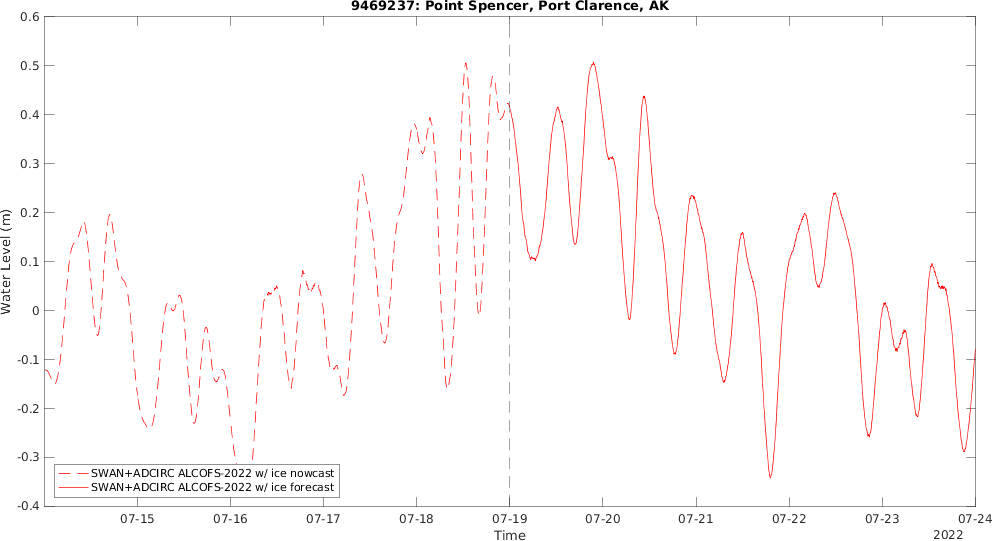 9469237: Point Spencer, Port Clarence, AK
0.6
0.5
0.4
0.3
0.2
0.1
0
-0.1
-0.2
-0.3
-0.4
Water Level (m)
SWAN+ADCIRC ALCOFS-2022 w/ ice nowcast
SWAN+ADCIRC ALCOFS-2022 w/ ice forecast
07-15 07-16 07-17 07-18 07-19 07-20 07-21 07-22 07-23 07-24
Time
2022